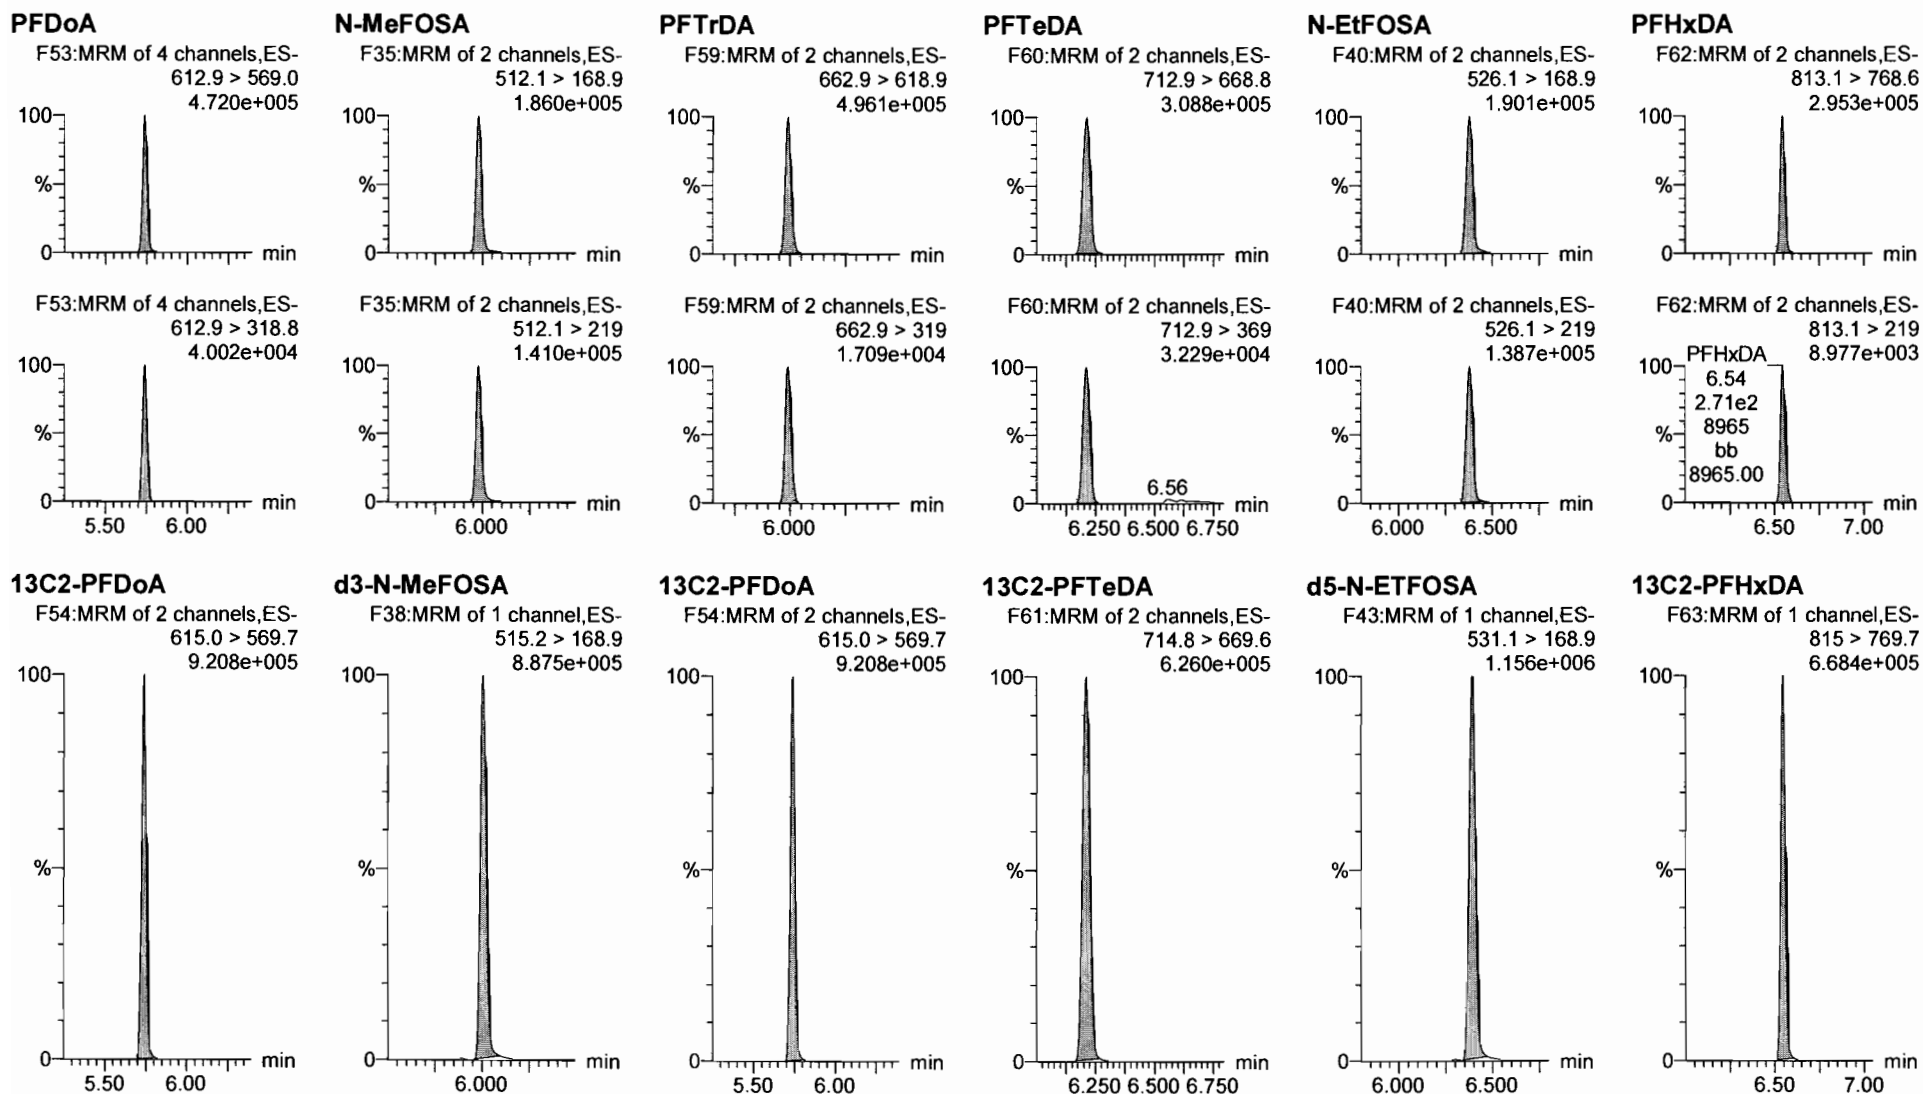 PFDoA
F53:MRM of 4 channels,ES-
612.9 > 569.0
4.720e+005
100
%
0
min
N-MeFOSA
F35:MRM of 2 channels,ES-
512.1 > 168.9
1.860e+005
100
%
0
min
PFTrDA
F59:MRM of 2 channels,ES-
662.9 > 618.9
4.961e+005
100
%
0
min
PFTeDA
F60:MRM of 2 channels,ES-
712.9 > 668.8
3.088e+005
100
%
0
min
N-EtFOSA
F40:MRM of 2 channels,ES-
526.1 > 168.9
1.901e+005
100
%
0
min
PFHxDA
F62:MRM of 2 channels,ES-
813.1 > 768.6
2.953e+005
100
%
0
min
F53:MRM of 4 channels,ES-
612.9 > 318.8
4.002e+004
100
%
0
min
5.50 6.00
F35:MRM of 2 channels,ES-
512.1 > 219
1.410e+005
100
%
0
min
6.000
F59:MRM of 2 channels,ES-
662.9 > 319
1.709e+004
100
%
0
min
6.000
F60:MRM of 2 channels,ES-
712.9 > 369
3.229e+004
100
%
6.56
0
min
6.250 6.500 6.750
F40:MRM of 2 channels,ES-
526.1 > 219
1.387e+005
100
%
0
min
6.000 6.500
F62:MRM of 2 channels,ES-
813.1 > 219
8.977e+003
PFHxDA
6.54
2.71e2
8965
bb
8965.00
100
%
0
min
6.50 7.00
13C2-PFDoA
F54:MRM of 2 channels,ES-
615.0 > 569.7
9.208e+005
100
%
0
min
5.50 6.00
d3-N-MeFOSA
F38:MRM of 1 channel,ES-
515.2 > 168.9
8.875e+005
100
%
0
min
6.000
13C2-PFDoA
F54:MRM of 2 channels,ES-
615.0 > 569.7
9.208e+005
100
%
0
min
5.50 6.00
13C2-PFTeDA
F61:MRM of 2 channels,ES-
714.8 > 669.6
6.260e+005
100
%
0
min
6.250 6.500 6.750
d5-N-ETFOSA
F43:MRM of 1 channel,ES-
531.1 > 168.9
1.156e+006
100
%
0
min
6.000 6.500
13C2-PFHxDA
F63:MRM of 1 channel,ES-
815 > 769.7
6.684e+005
100
%
0
min
6.50 7.00